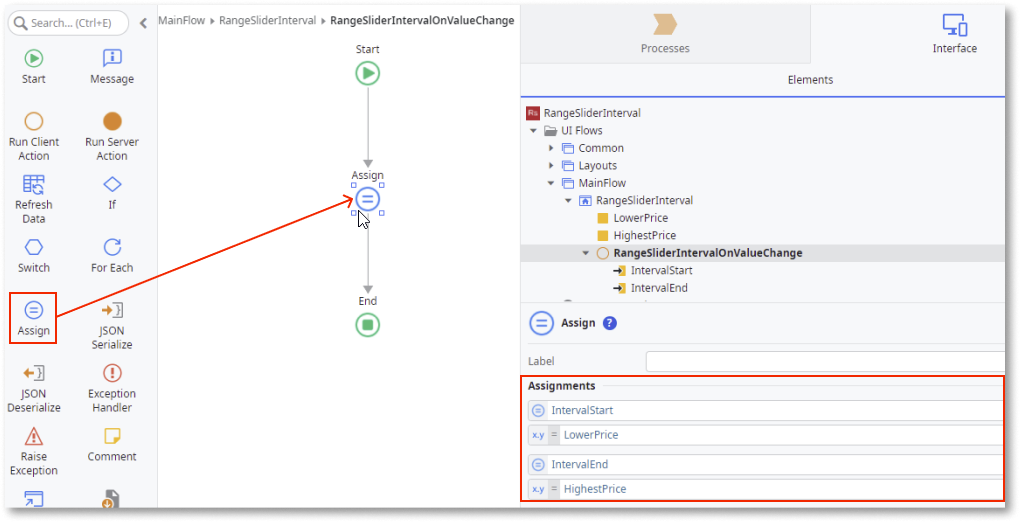 Search... (Ctrl+E)
Start
Message
Run Client
Action
Run Server
Action
Refresh
Data
If
Switch
For Each
Assign
JSON
Serialize
JSON
Deserialize
Exception
Handler
Raise
Exception
Comment
MainFlow ▸ RangeSliderInterval ▸ RangeSliderIntervalOnValueChange
Start
Assign
End
Processes
Interface
Elements
Rs RangeSliderInterval
UI Flows
Common
Layouts
MainFlow
RangeSliderInterval
LowerPrice
HighestPrice
RangeSliderIntervalOnValueChange
IntervalStart
IntervalEnd
Assign ?
Label
Assignments
IntervalStart
x.y = LowerPrice
IntervalEnd
x.y = HighestPrice